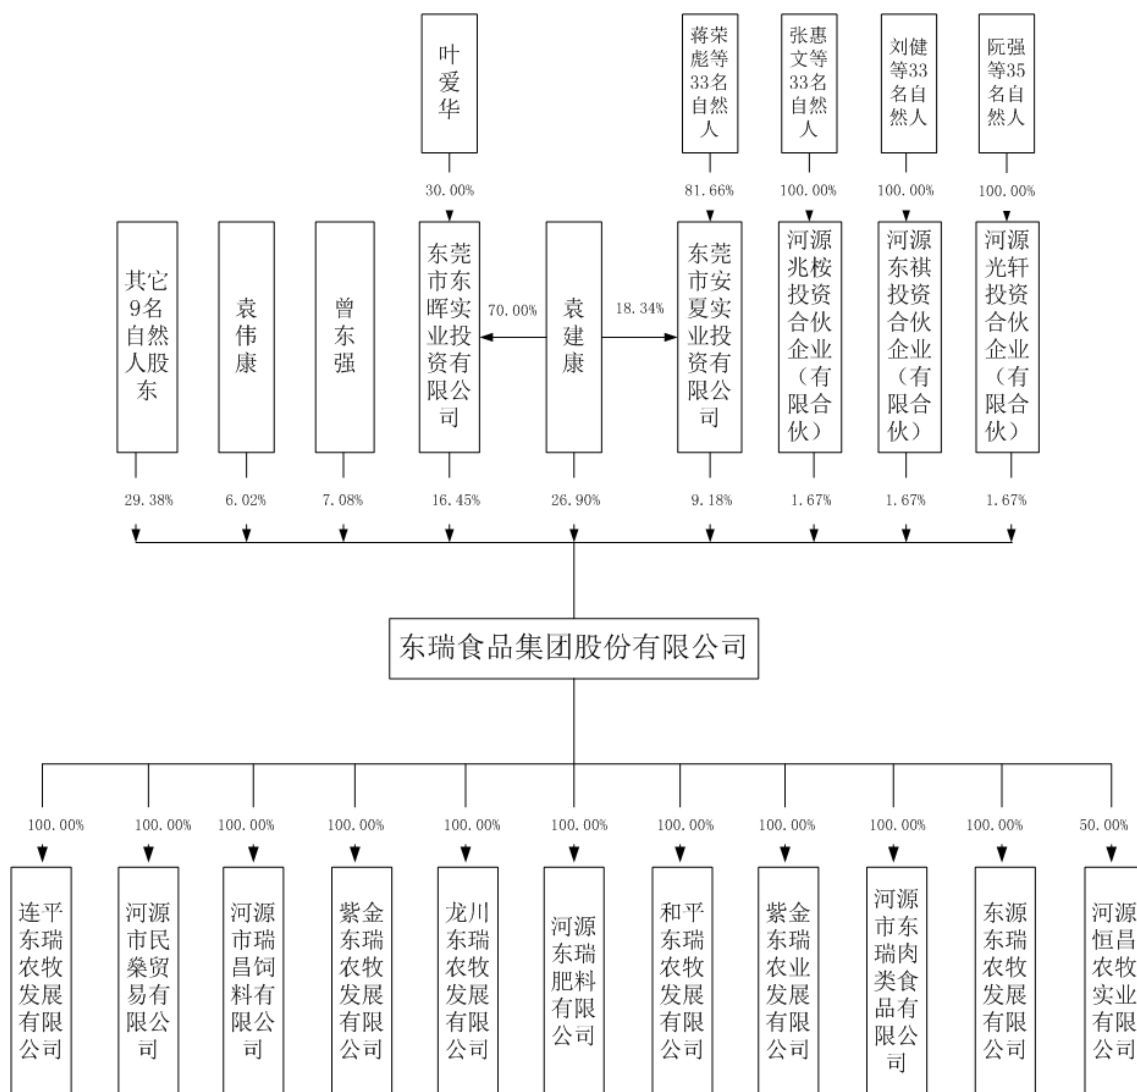 叶
爱
华
蒋荣
彪等
33名
自然
人
张惠
文等
33名
自然
人
刘健
等33
名自
然人
阮强
等35
名自
然人
30.00%
81.66%
100.00%
100.00%
100.00%
其它
9名
自然
人股
东
袁
伟
康
曾
东
强
东莞
市东
晖实
业投
资有
限公
司
70.00%
袁
建
康
18.34%
东莞
市安
夏实
业投
资有
限公
司
河源
兆桉
投资
合伙
企业
（有
限合
伙）
河源
东祺
投资
合伙
企业
（有
限合
伙）
河源
光轩
投资
合伙
企业
（有
限合
伙）
29.38%
6.02%
7.08%
16.45%
26.90%
9.18%
1.67%
1.67%
1.67%
东瑞食品集团股份有限公司
100.00%
100.00%
100.00%
100.00%
100.00%
100.00%
100.00%
100.00%
100.00%
100.00%
50.00%
连平
东瑞
农牧
发展
有限
公司
河源
市民
燊贸
易有
限公
司
河源
市瑞
昌饲
料有
限公
司
紫金
东瑞
农牧
发展
有限
公司
龙川
东瑞
农牧
发展
有限
公司
河源
东瑞
肥料
有限
公司
和平
东瑞
农牧
发展
有限
公司
紫金
东瑞
农业
发展
有限
公司
河源
市东
瑞肉
类食
品有
限公
司
东源
东瑞
农牧
发展
有限
公司
河源
恒昌
农牧
实业
有限
公司